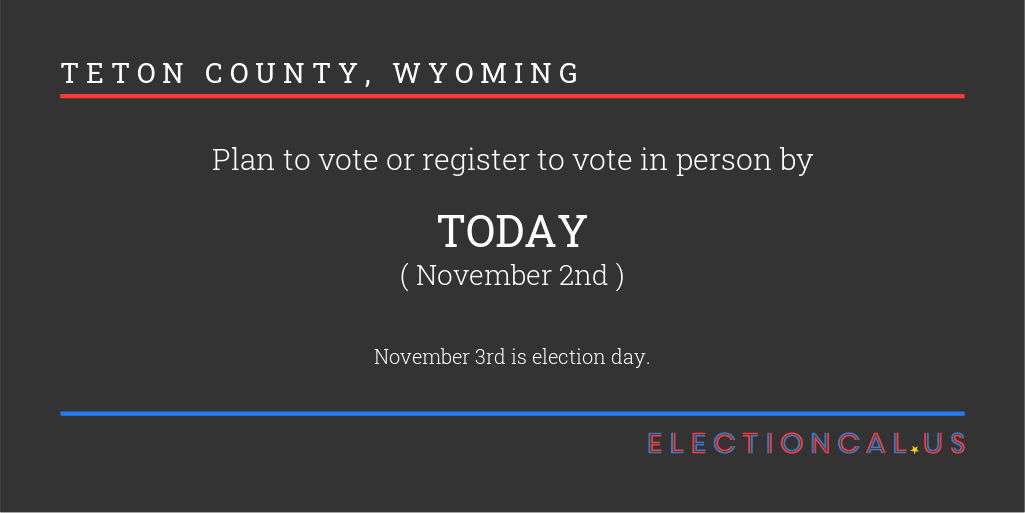 TETON COUNTY, WYOMING
Plan to vote or register to vote in person by
TODAY
( November 2nd )
November 3rd is election day.
ELECTIONCAL.US